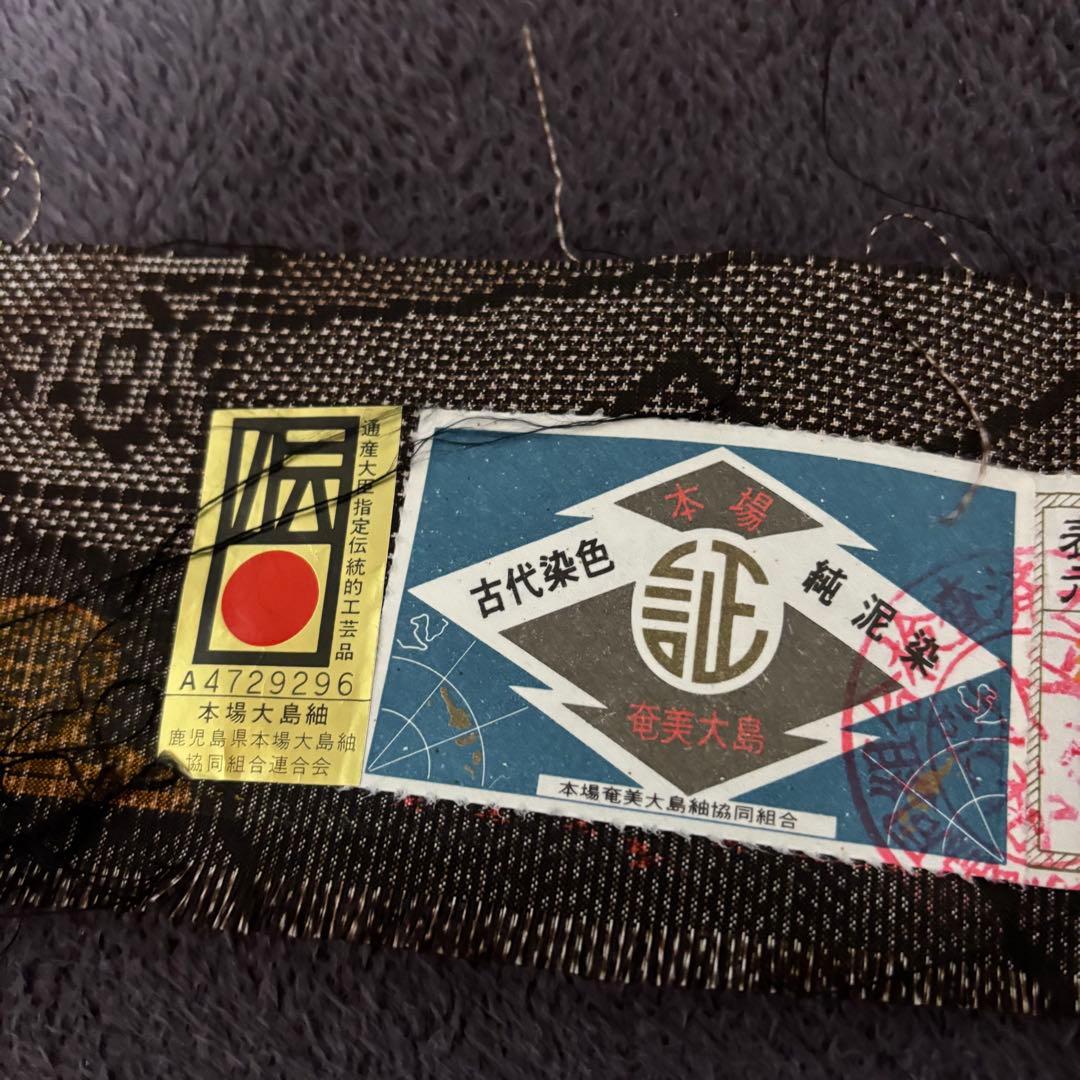 伝
通産大臣指定伝統的工芸品
A4729296
本場大島紬
鹿児島県本場大島紬
協同組合連合会
本場
古代染色
純泥染
証
奄美大島
本場奄美大島紬協同組合